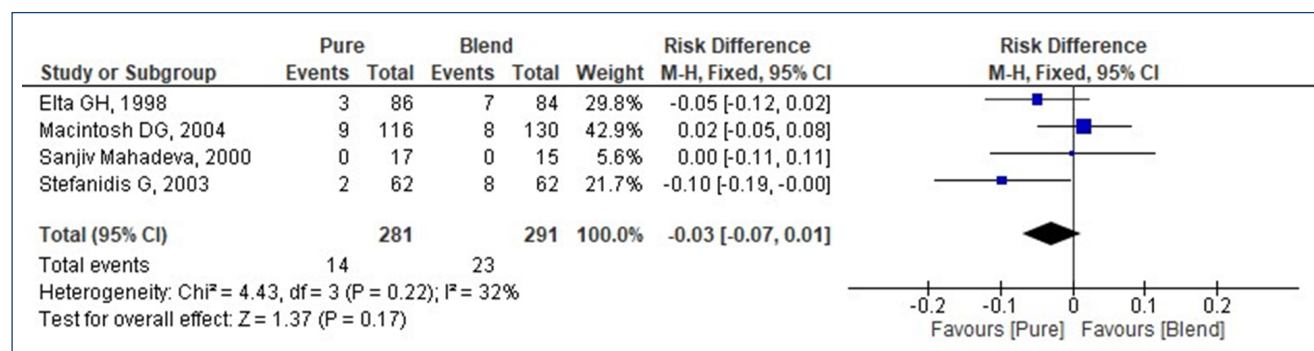 Pure Blend Risk Difference Risk Difference
Study or Subgroup Events Total Events Total Weight M-H, Fixed, 95% CI M-H, Fixed, 95% CI
Elta GH, 1998 3 86 7 84 29.8% -0.05 [-0.12, 0.02]
Macintosh DG, 2004 9 116 8 130 42.9% 0.02 [-0.05, 0.08]
Sanjiv Mahadeva, 2000 0 17 0 15 5.6% 0.00 [-0.11, 0.11]
Stefanidis G, 2003 2 62 8 62 21.7% -0.10 [-0.19, -0.00]
Total (95% CI) 281 291 100.0% -0.03 [-0.07, 0.01]
Total events 14 23
Heterogeneity: Chi² = 4.43, df = 3 (P = 0.22); I² = 32%
Test for overall effect: Z = 1.37 (P = 0.17)
-0.2 -0.1 0 0.1 0.2
Favours [Pure] Favours [Blend]